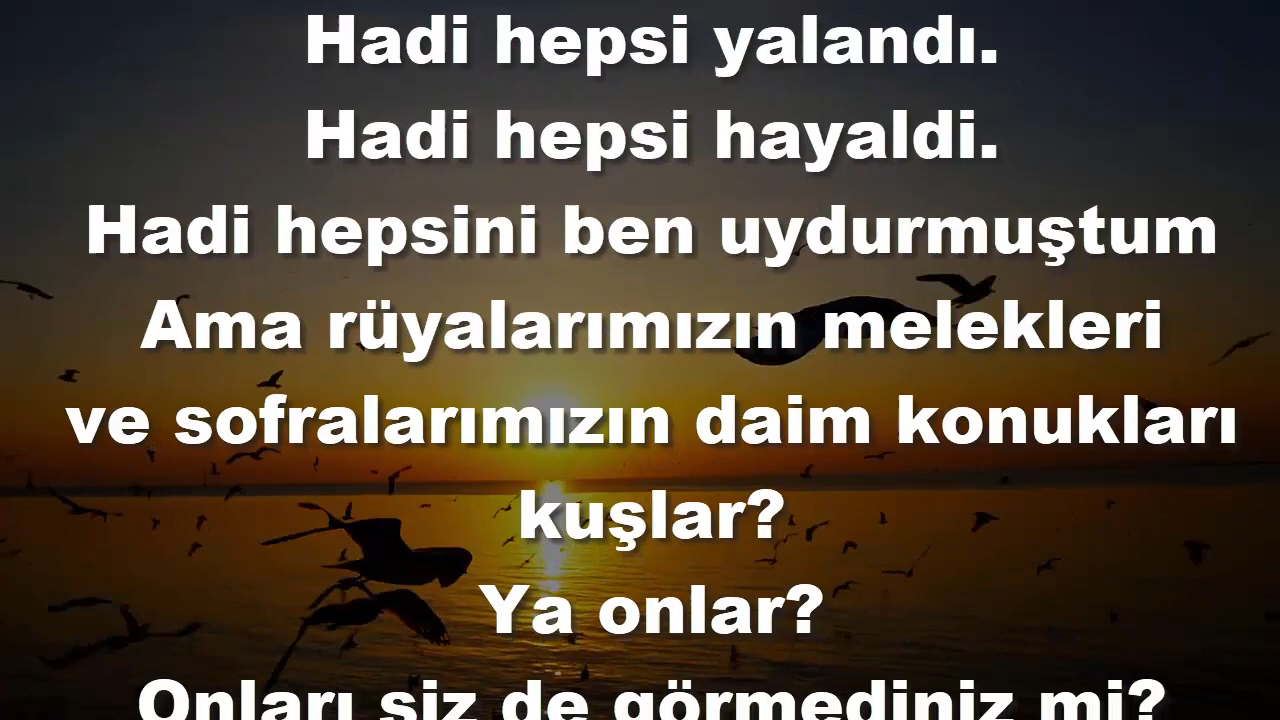 Hadi hepsi yalandı.
Hadi hepsi hayaldi.
Hadi hepsini ben uydurmuştum
Ama rüyalarımızın melekleri
ve sofralarımızın daim konukları
kuşlar?
Ya onlar?
Onları siz de görmediniz mi?